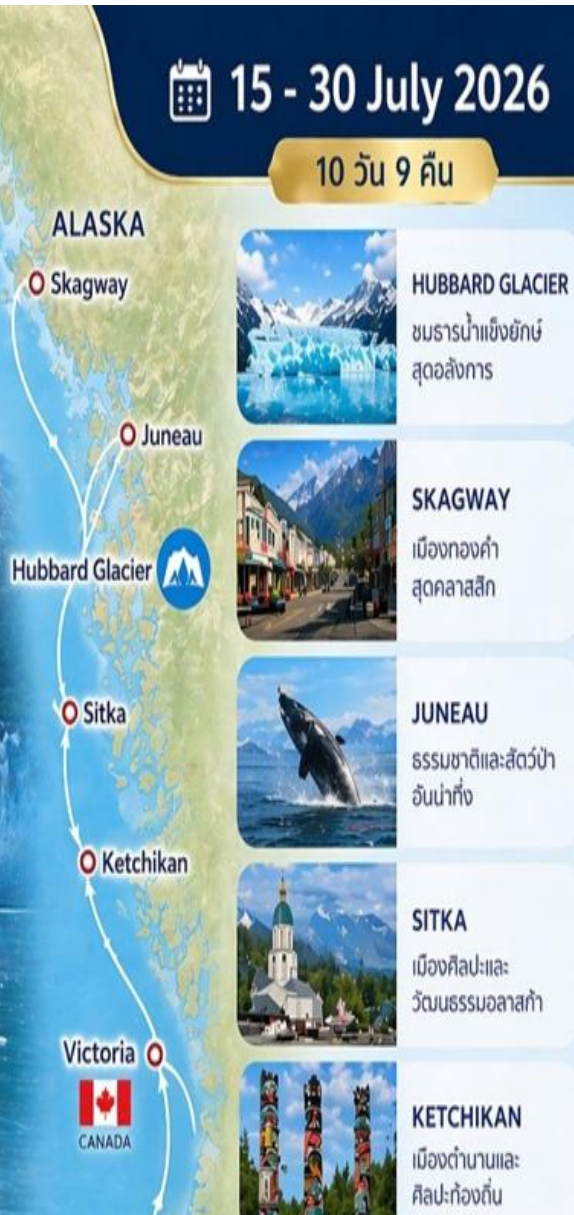 15 - 30 July 2026
10 วัน 9 คืน
ALASKA
Skagway
Juneau
Hubbard Glacier
Sitka
Ketchikan
Victoria
CANADA
HUBBARD GLACIER
ชมธารน้ำแข็งยักษ์
สุดอลังการ
SKAGWAY
เมืองทองคำ
สุดคลาสสิก
JUNEAU
ธรรมชาติและสัตว์ป่า
อันน่าทึ่ง
SITKA
เมืองศิลปะและ
วัฒนธรรมอลาสก้า
KETCHIKAN
เมืองตำนานและ
ศิลปะท้องถิ่น